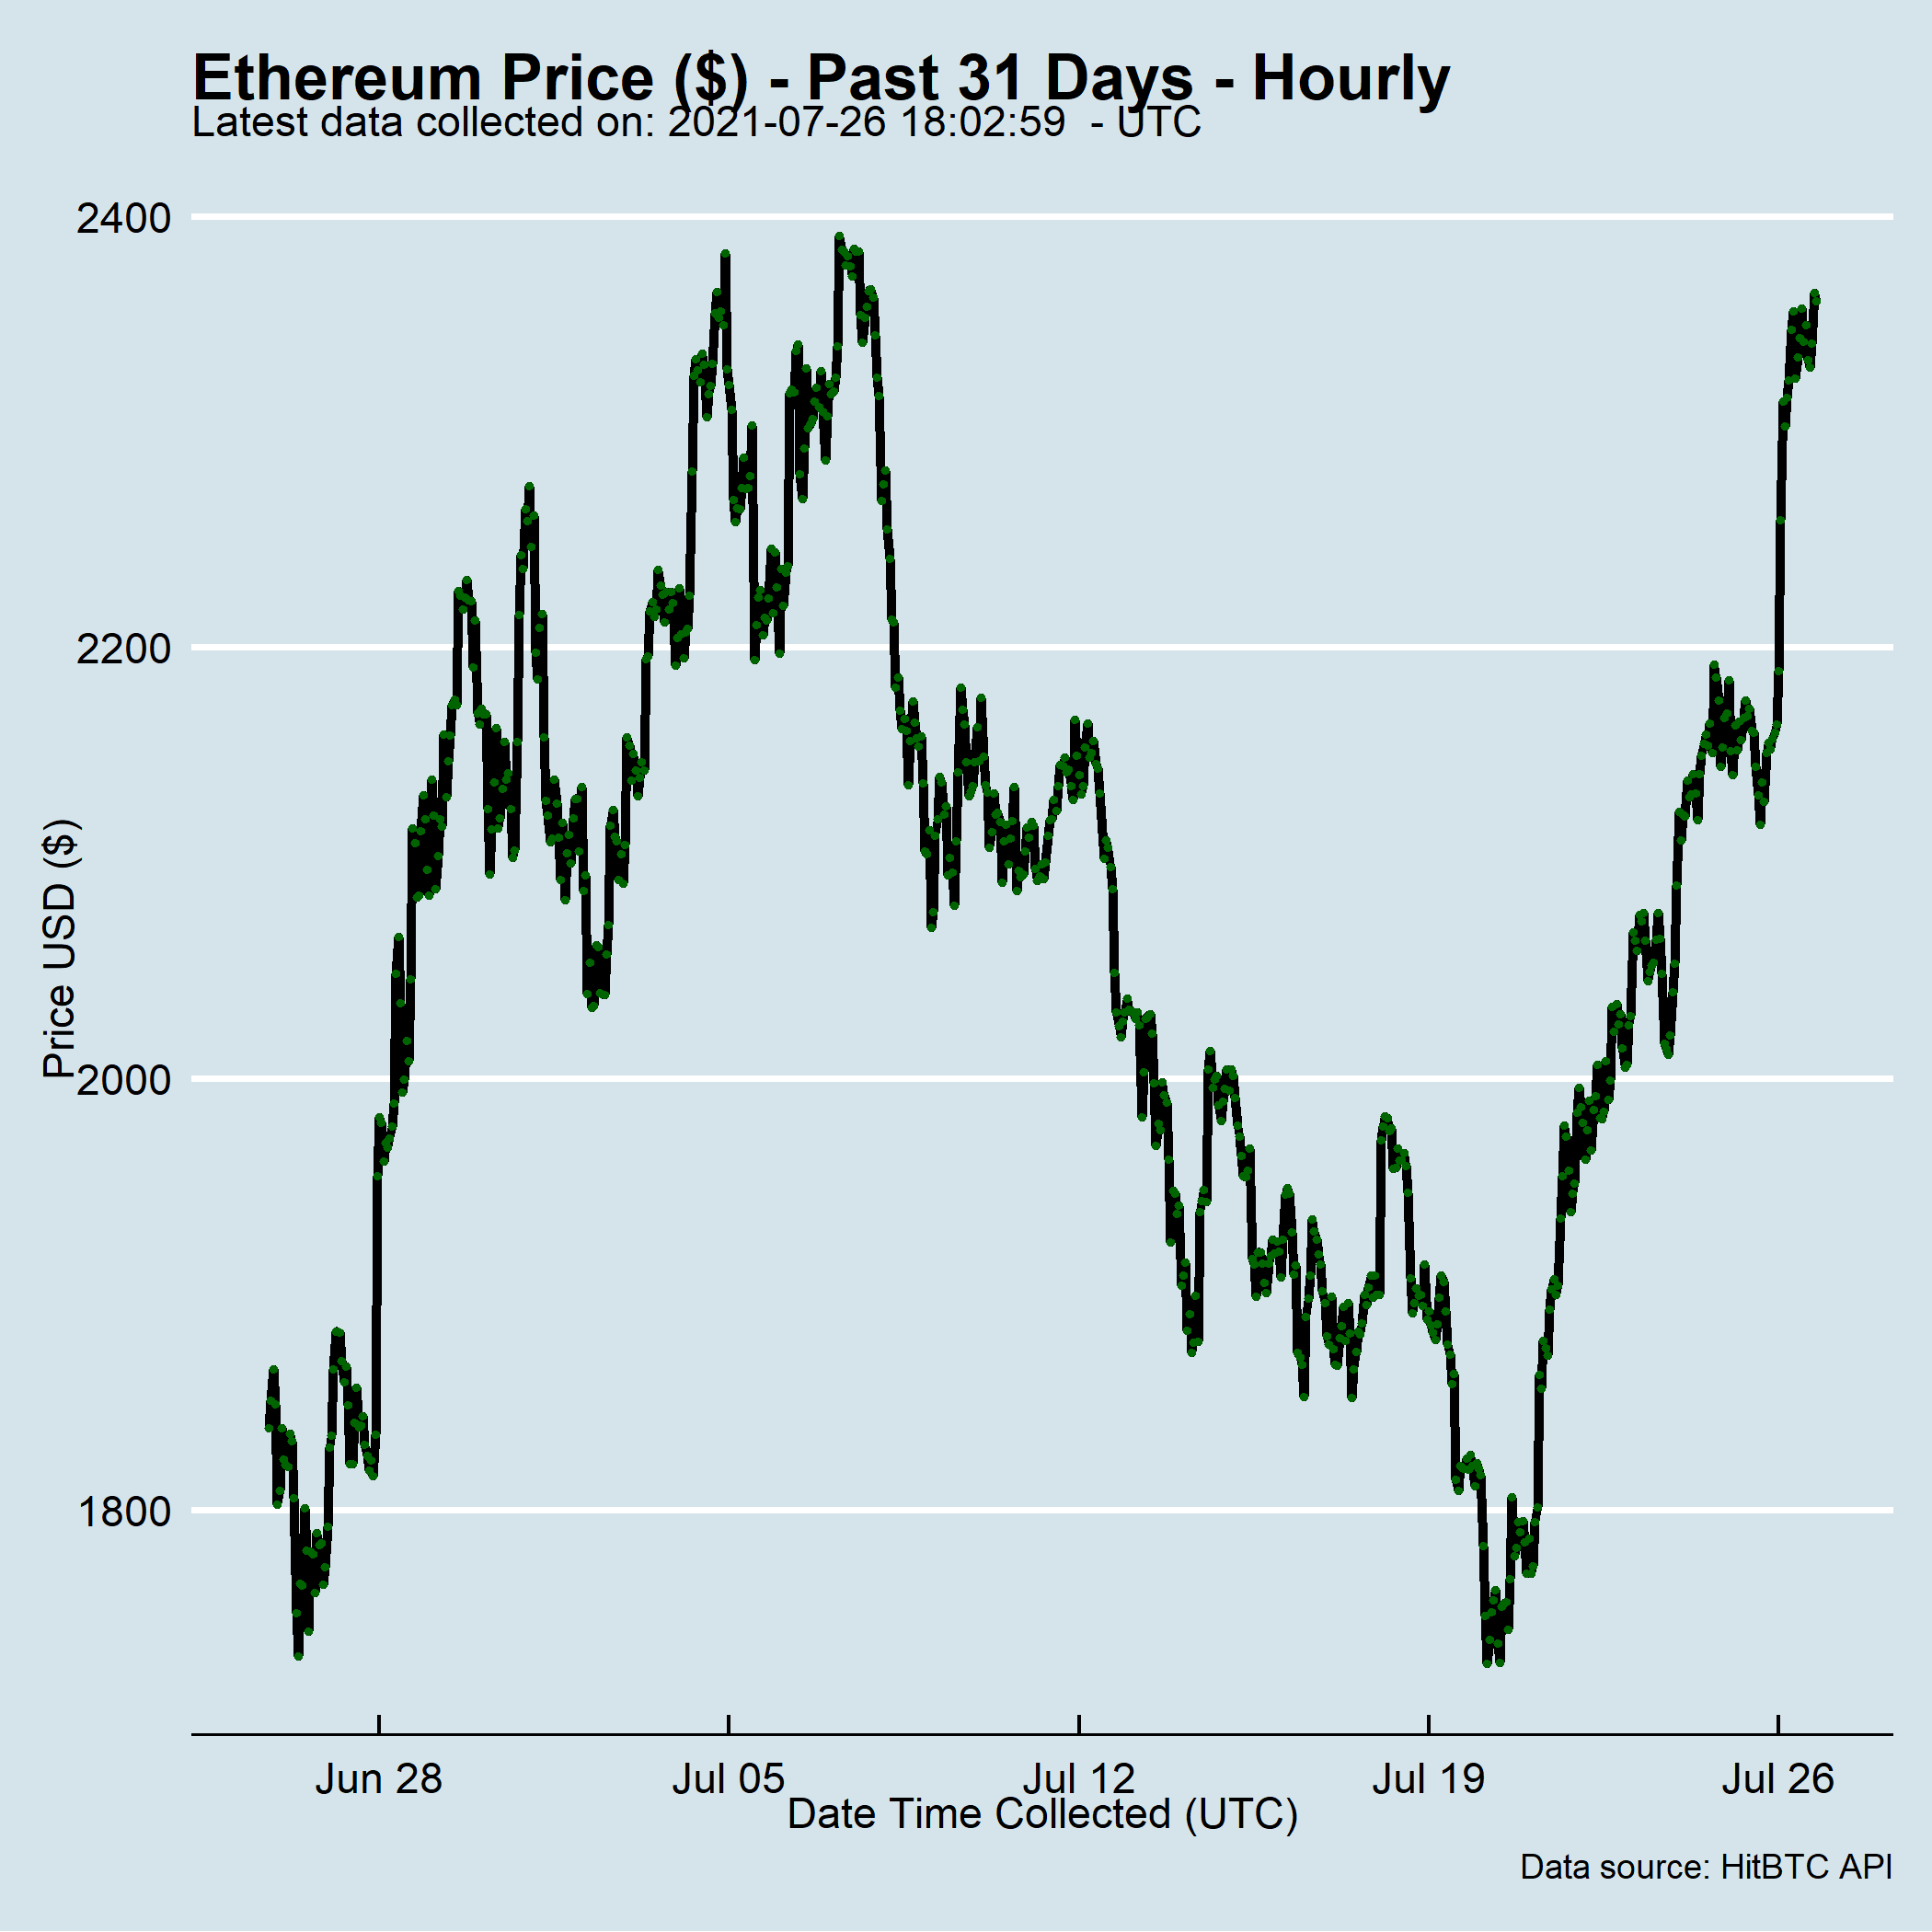 Ethereum Price ($) - Past 31 Days - Hourly
Latest data collected on: 2021-07-26 18:02:59  - UTC
2400
2200
2000
1800
Price USD ($)
Jun 28
Jul 05
Jul 12
Jul 19
Jul 26
Date Time Collected (UTC)
Data source: HitBTC API